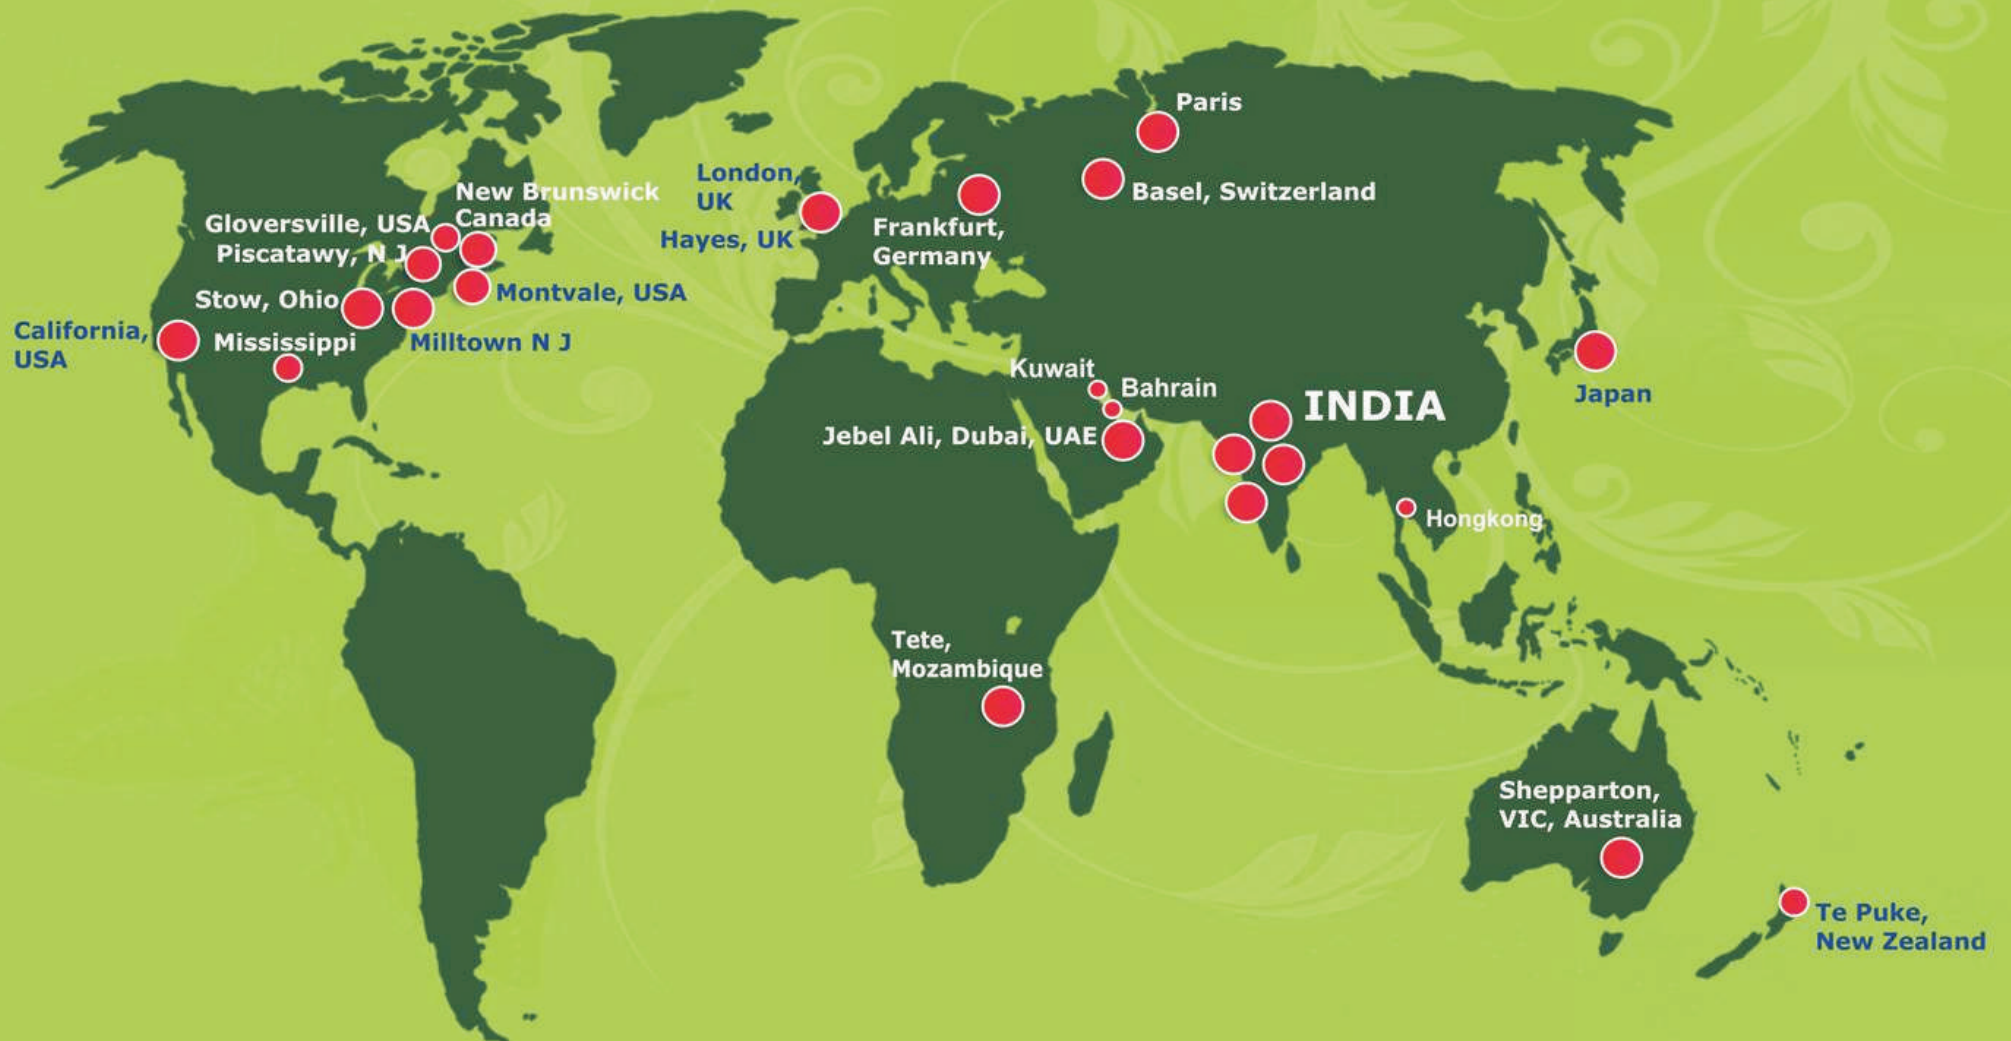 Paris
London,
UK
Basel, Switzerland
New Brunswick
Canada
Gloversville, USA
Hayes, UK
Frankfurt,
Germany
Piscatawy, N J
Montvale, USA
Stow, Ohio
California,
USA
Mississippi
Milltown N J
Kuwait
Bahrain
INDIA
Japan
Jebel Ali, Dubai, UAE
Hongkong
Tete,
Mozambique
Shepparton,
VIC, Australia
Te Puke,
New Zealand